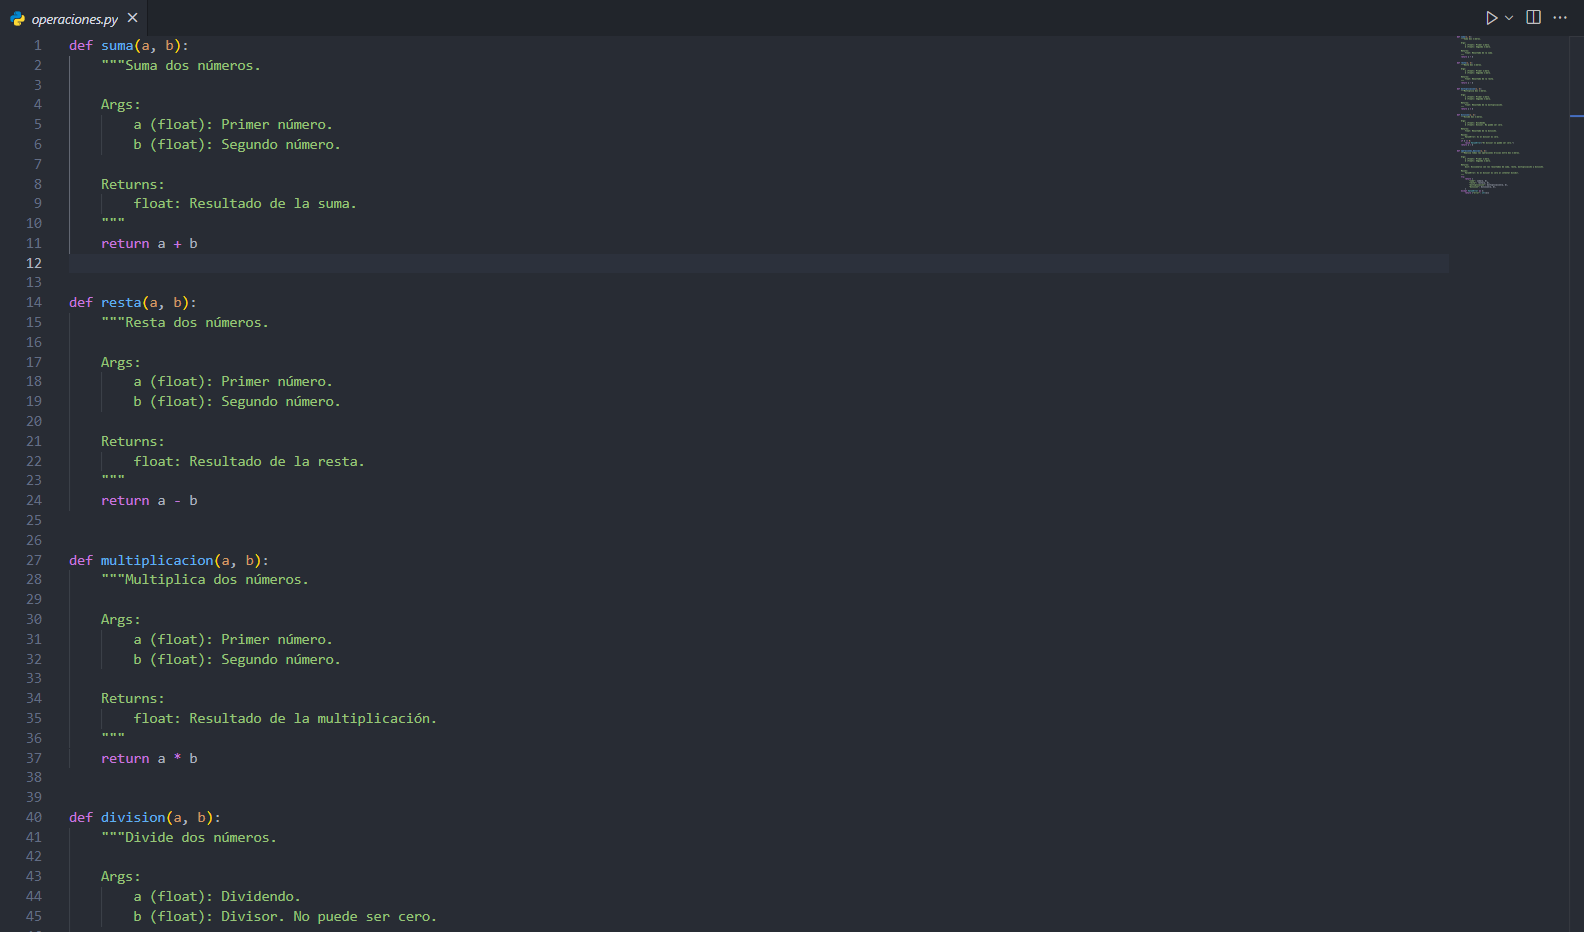 operaciones.py
1 def suma(a, b):
2 """Suma dos números.
3
4 Args:
5 a (float): Primer número.
6 b (float): Segundo número.
7
8 Returns:
9 float: Resultado de la suma.
10 """
11 return a + b
12
13
14 def resta(a, b):
15 """Resta dos números.
16
17 Args:
18 a (float): Primer número.
19 b (float): Segundo número.
20
21 Returns:
22 float: Resultado de la resta.
23 """
24 return a - b
25
26
27 def multiplicacion(a, b):
28 """Multiplica dos números.
29
30 Args:
31 a (float): Primer número.
32 b (float): Segundo número.
33
34 Returns:
35 float: Resultado de la multiplicación.
36 """
37 return a * b
38
39
40 def division(a, b):
41 """Divide dos números.
42
43 Args:
44 a (float): Dividendo.
45 b (float): Divisor. No puede ser cero.